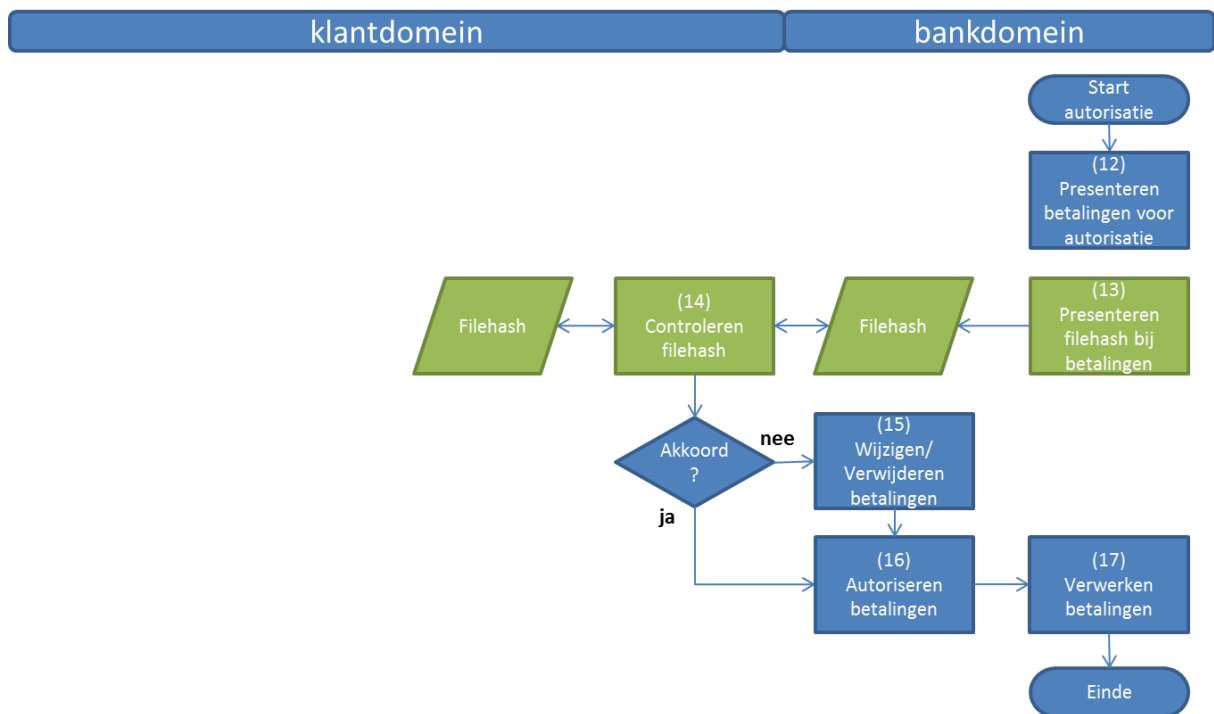 klantdomein
bankdomein
Start
autorisatie
(12)
Presenteren
betalingen voor
autorisatie
Filehash
(14)
Controleren
filehash
Filehash
(13)
Presenteren
filehash bij
betalingen
Akkoord
?
nee
ja
(15)
Wijzigen/
Verwijderen
betalingen
(16)
Autoriseren
betalingen
(17)
Verwerken
betalingen
Einde